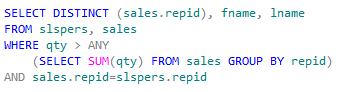 SELECT DISTINCT (sales.repid), fname, lname
FROM slspers, sales
WHERE qty > ANY
(SELECT SUM(qty) FROM sales GROUP BY repid)
AND sales.repid=slspers.repid